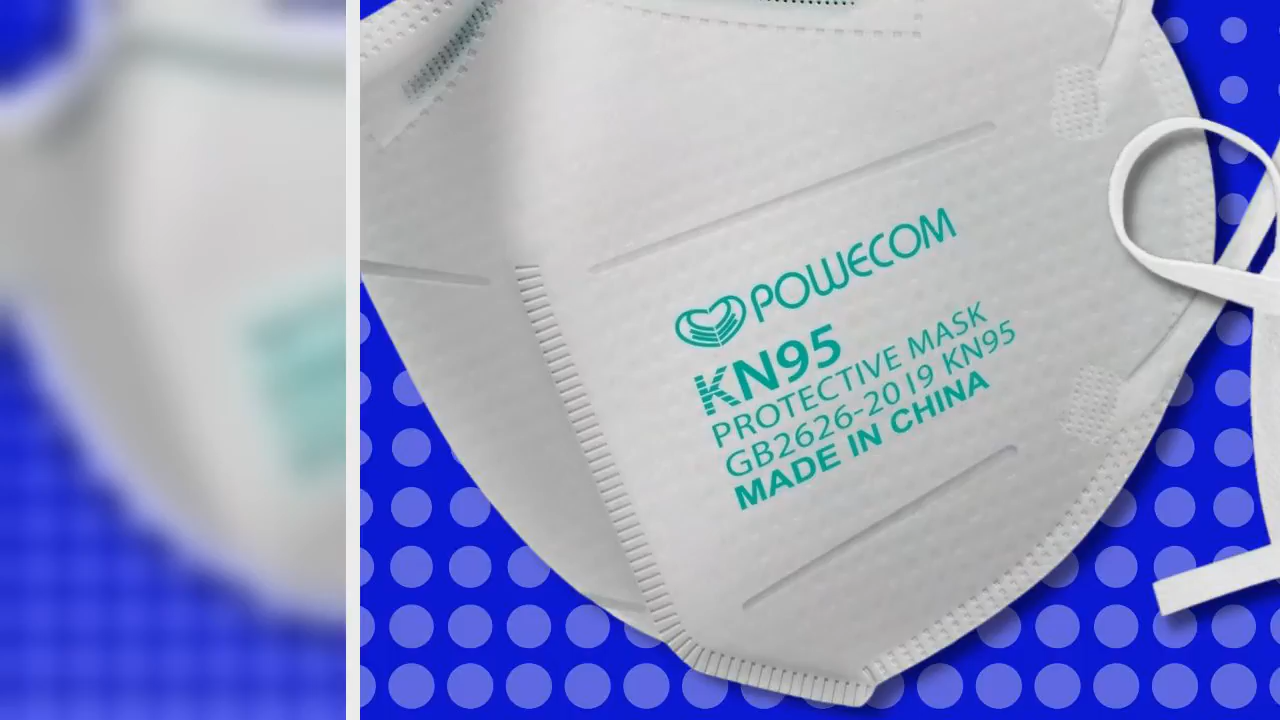 POWECOM
KN95
PROTECTIVE MASK
GB2626-2019 KN95
MADE IN CHINA